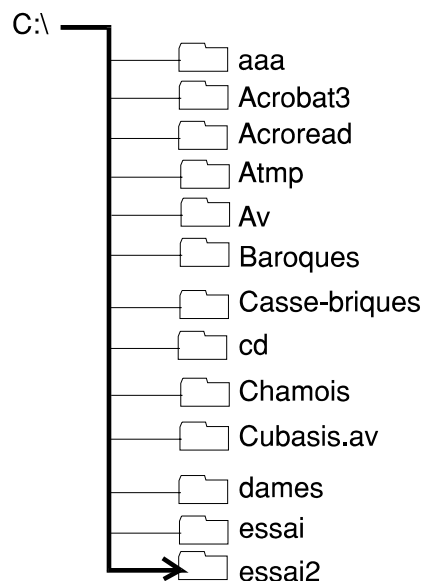 C:\
aaa
Acrobat3
Acroread
Atmp
Av
Baroques
Casse-briques
cd
Chamois
Cubasis.av
dames
essai
essai2